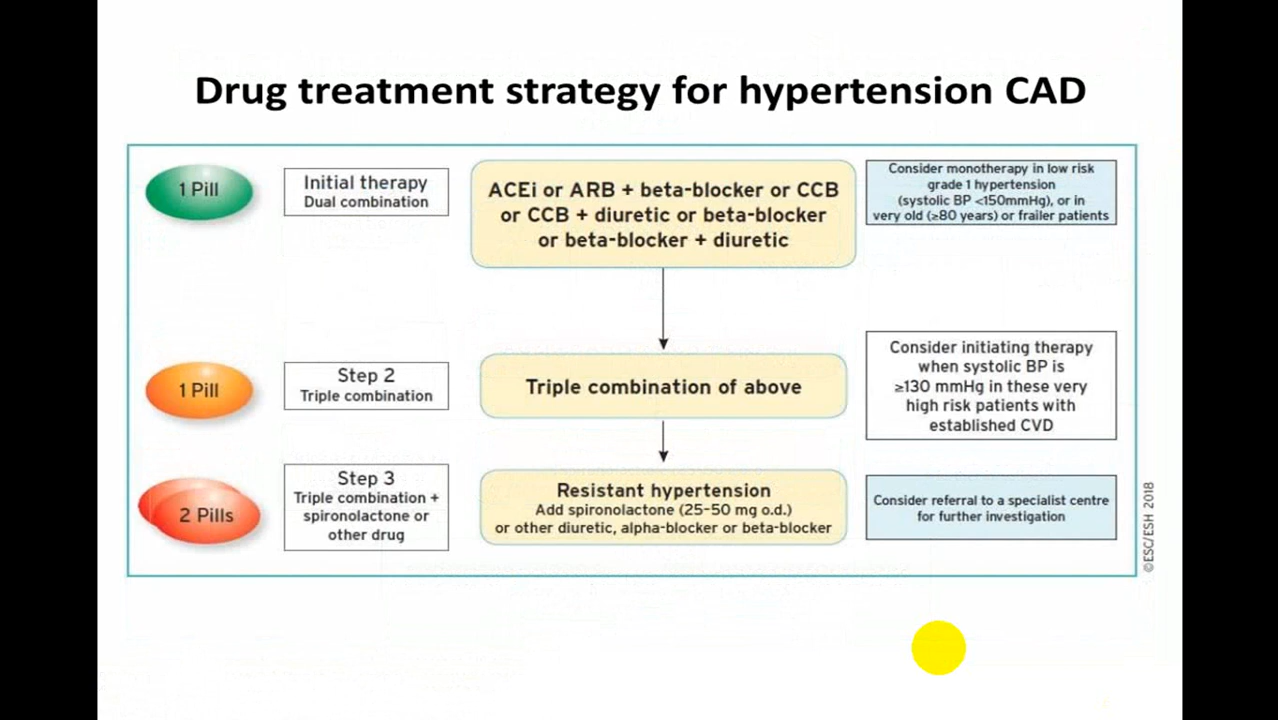 Drug treatment strategy for hypertension CAD
1 Pill
Initial therapy
Dual combination
ACEi or ARB + beta-blocker or CCB
or CCB + diuretic or beta-blocker
or beta-blocker + diuretic
Consider monotherapy in low risk
grade 1 hypertension
(systolic BP <150mmHg), or in
very old (≥80 years) or frailer patients
1 Pill
Step 2
Triple combination
Triple combination of above
Consider initiating therapy
when systolic BP is
≥130 mmHg in these very
high risk patients with
established CVD
2 Pills
Step 3
Triple combination +
spironolactone or
other drug
Resistant hypertension
Add spironolactone (25–50 mg o.d.)
or other diuretic, alpha-blocker or beta-blocker
Consider referral to a specialist centre
for further investigation
©ESC/ESH 2018